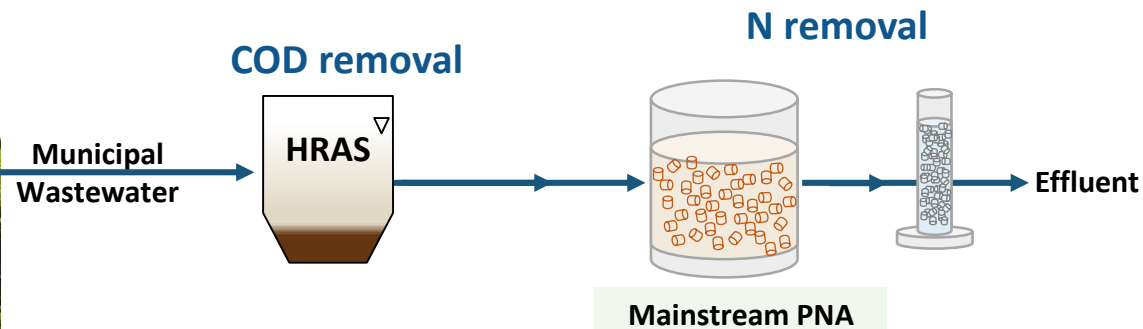 N removal
COD removal
HRAS
Municipal
Wastewater
Effluent
Mainstream PNA